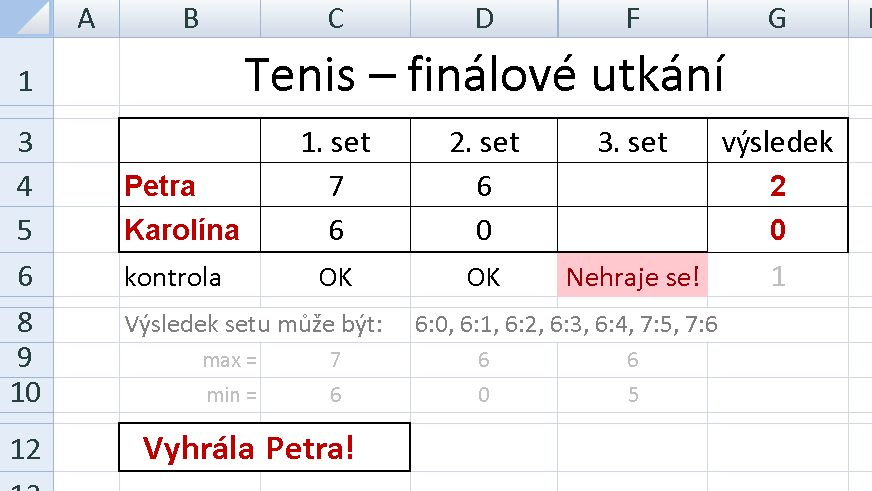 A B C D F G
1 Tenis – finálové utkání
3 1. set 2. set 3. set výsledek
4 Petra 7 6 2
5 Karolína 6 0 0
6 kontrola OK OK Nehraje se! 1
8 Výsledek setu může být: 6:0, 6:1, 6:2, 6:3, 6:4, 7:5, 7:6
9 max = 7 6 6
10 min = 6 0 5
12 Vyhrála Petra!